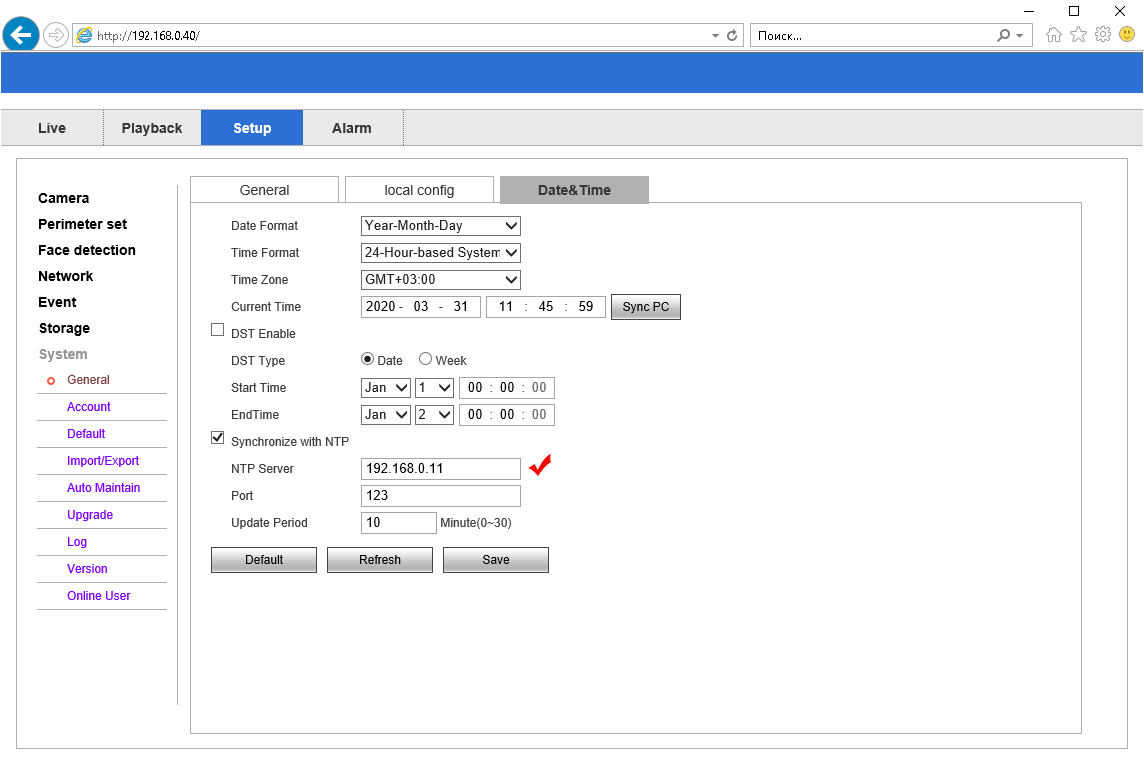 http://192.168.0.40/
Поиск...
Live Playback Setup Alarm
General local config Date&Time
Camera
Perimeter set
Face detection
Network
Event
Storage
System
General
Account
Default
Import/Export
Auto Maintain
Upgrade
Log
Version
Online User
Date Format Year-Month-Day
Time Format 24-Hour-based System
Time Zone GMT+03:00
Current Time 2020 - 03 - 31 11 : 45 : 59 Sync PC
DST Enable
DST Type Date Week
Start Time Jan 1 00 : 00 : 00
EndTime Jan 2 00 : 00 : 00
Synchronize with NTP
NTP Server 192.168.0.11
Port 123
Update Period 10 Minute(0~30)
Default Refresh Save